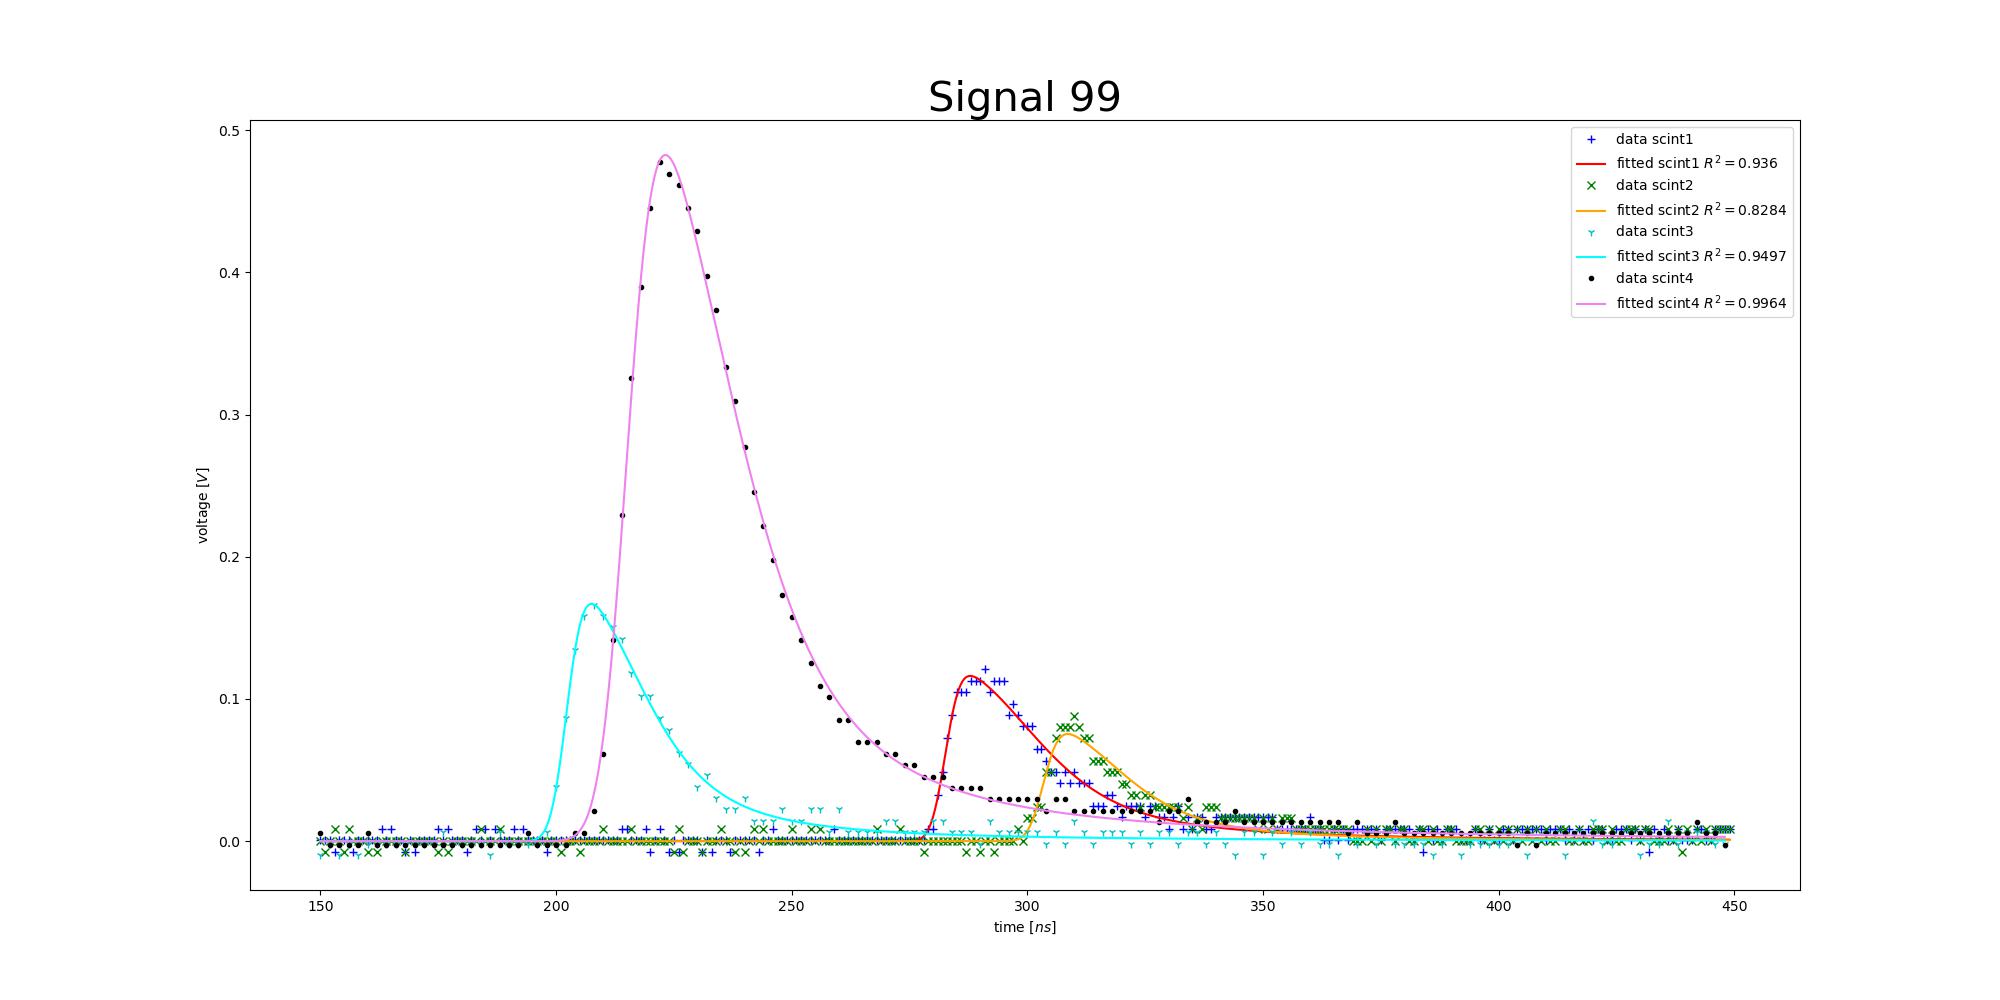 Signal 99
data scint1
fitted scint1 R² = 0.936
data scint2
fitted scint2 R² = 0.8284
data scint3
fitted scint3 R² = 0.9497
data scint4
fitted scint4 R² = 0.9964
0.5
0.4
0.3
0.2
0.1
0.0
voltage [V]
150 200 250 300 350 400 450
time [ns]